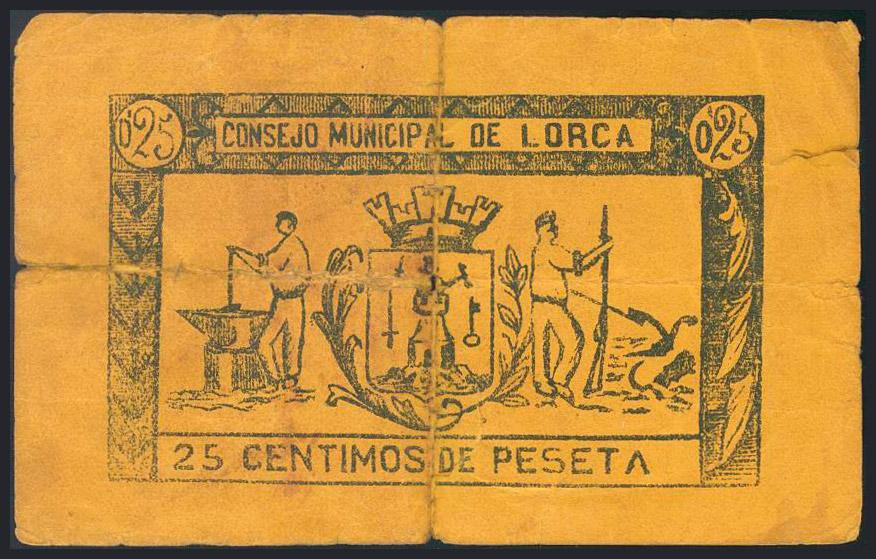 0'25
CONSEJO MUNICIPAL DE LORCA
0'25
25 CENTIMOS DE PESETA